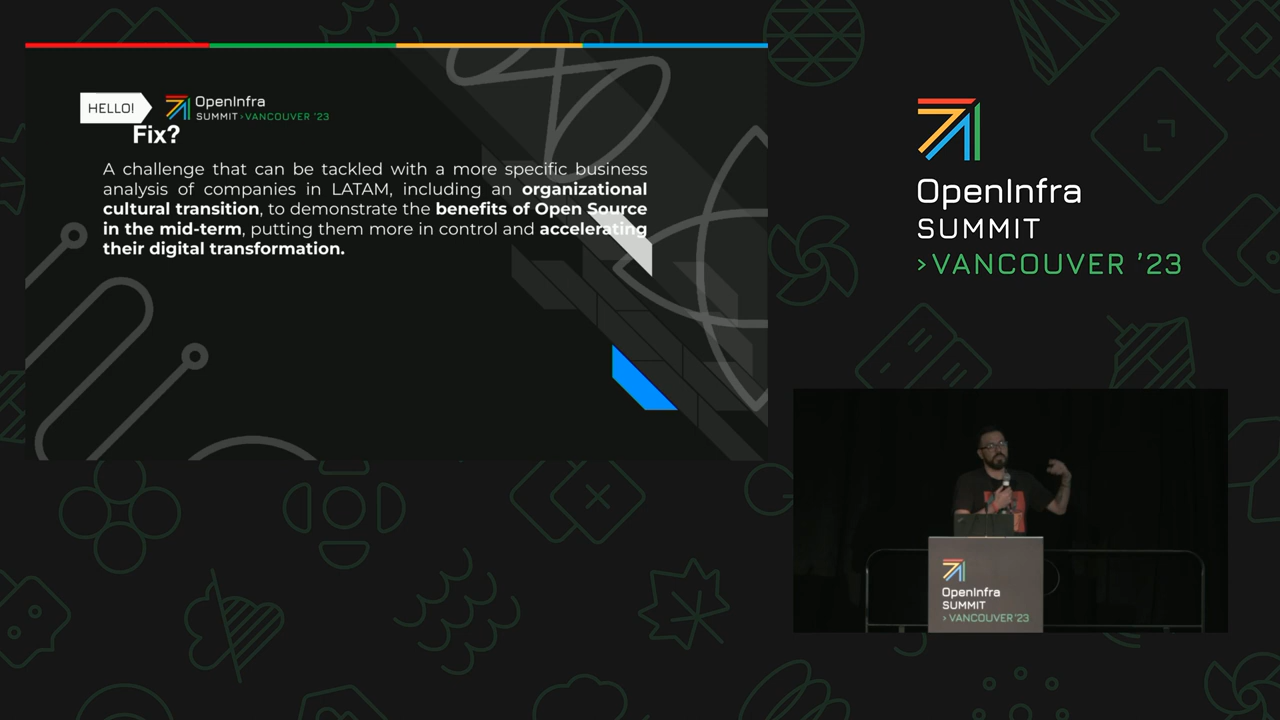 HELLO!
OpenInfra
SUMMIT›VANCOUVER '23
Fix?
A challenge that can be tackled with a more specific business
analysis of companies in LATAM, including an organizational
cultural transition, to demonstrate the benefits of Open Source
in the mid-term, putting them more in control and accelerating
their digital transformation.
OpenInfra
SUMMIT
›VANCOUVER ’23
OpenInfra
SUMMIT
›VANCOUVER '23